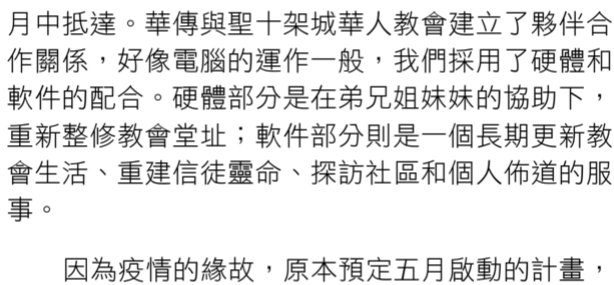 月中抵達。華傳與聖十架城華人教會建立了夥伴合
作關係，好像電腦的運作一般，我們採用了硬體和
軟件的配合。硬體部分是在弟兄姐妹妹的協助下，
重新整修教會堂址；軟件部分則是一個長期更新教
會生活、重建信徒靈命、探訪社區和個人佈道的服
事。
因為疫情的緣故，原本預定五月啟動的計畫，